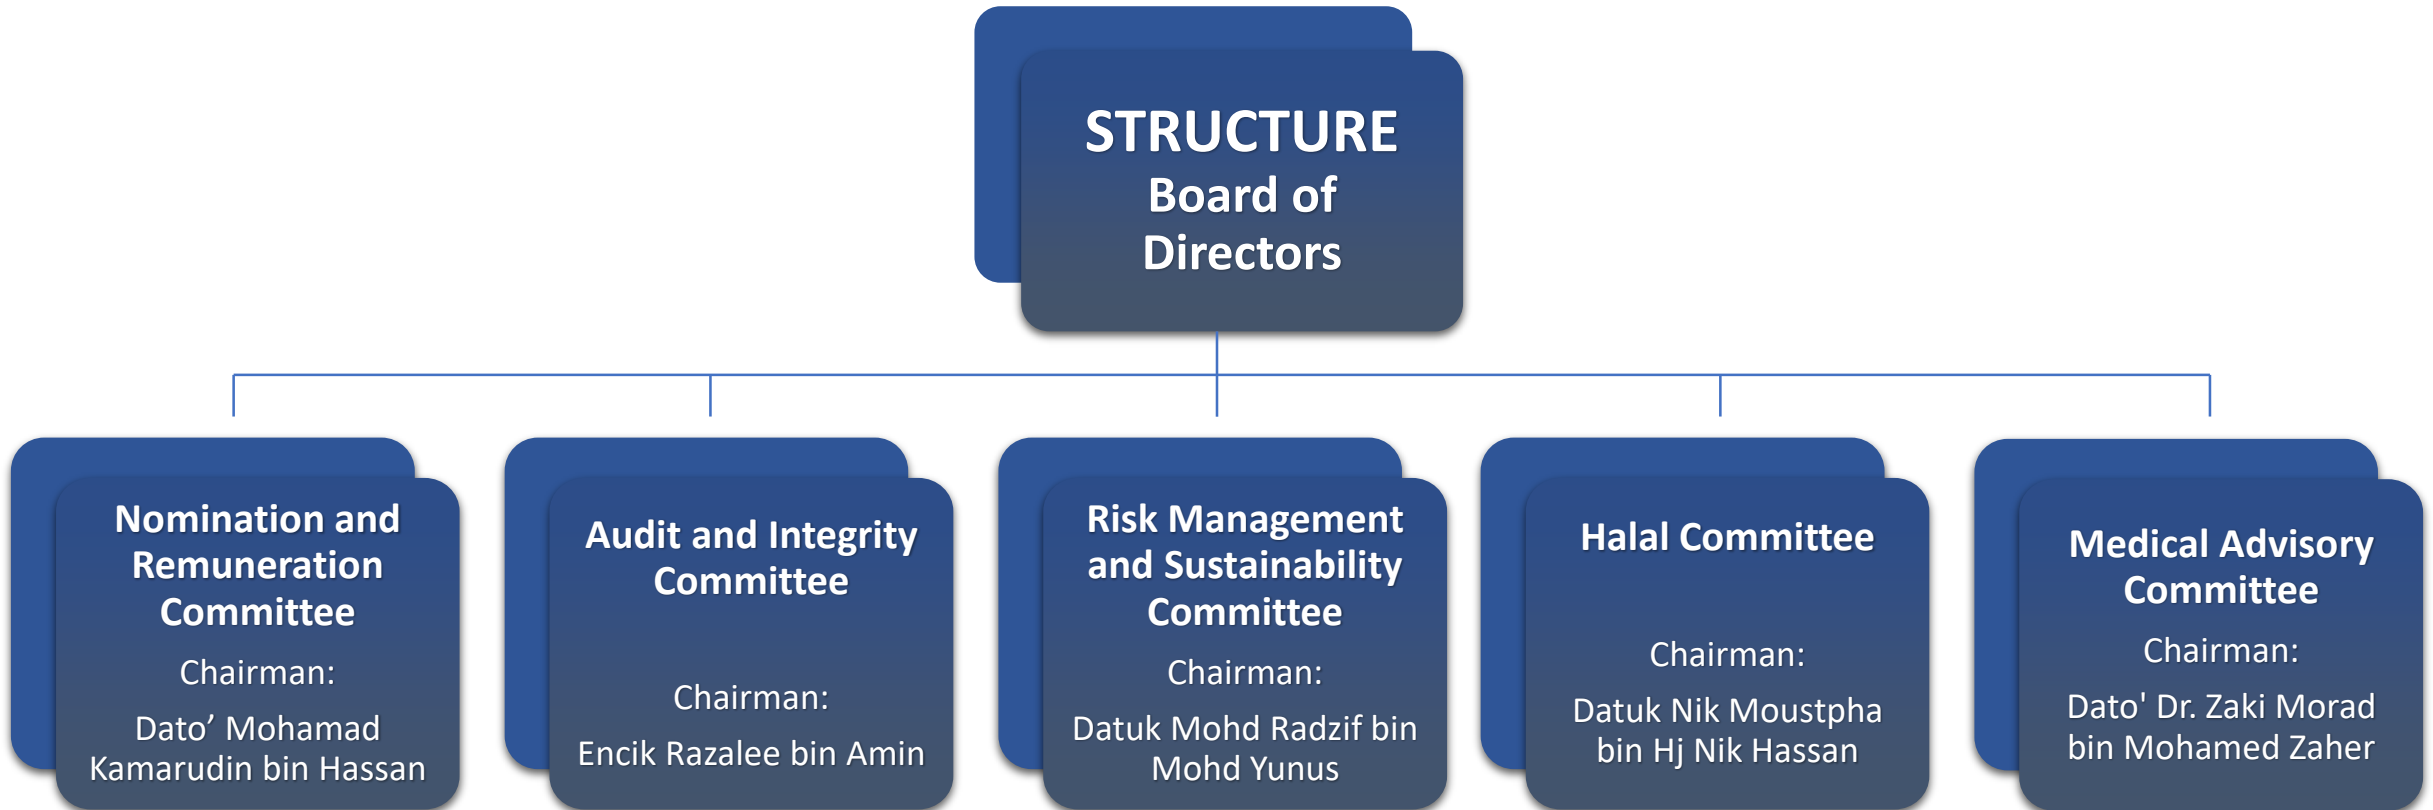 STRUCTURE
Board of
Directors
Nomination and
Remuneration
Committee
Chairman:
Dato’ Mohamad
Kamarudin bin Hassan
Audit and Integrity
Committee
Chairman:
Encik Razalee bin Amin
Risk Management
and Sustainability
Committee
Chairman:
Datuk Mohd Radzif bin
Mohd Yunus
Halal Committee
Chairman:
Datuk Nik Moustpha
bin Hj Nik Hassan
Medical Advisory
Committee
Chairman:
Dato' Dr. Zaki Morad
bin Mohamed Zaher